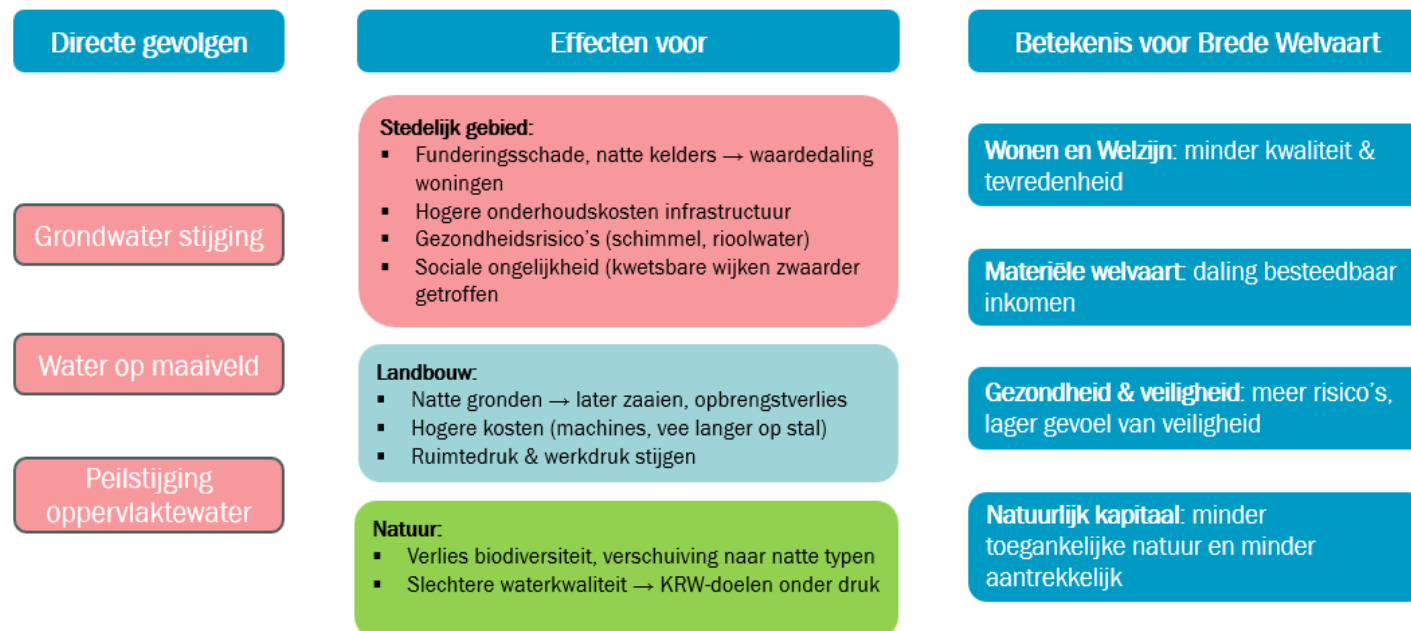 Directe gevolgen
Grondwater stijging
Water op maaiveld
Peilstijging
oppervlaktewater
Effecten voor
Stedelijk gebied:
▪ Funderingsschade, natte kelders → waardedaling
woningen
▪ Hogere onderhoudskosten infrastructuur
▪ Gezondheidsrisico’s (schimmel, rioolwater)
▪ Sociale ongelijkheid (kwetsbare wijken zwaarder
getroffen
Landbouw:
▪ Natte gronden → later zaaien, opbrengstverlies
▪ Hogere kosten (machines, vee langer op stal)
▪ Ruimtedruk & werkdruk stijgen
Natuur:
▪ Verlies biodiversiteit, verschuiving naar natte typen
▪ Slechtere waterkwaliteit → KRW-doelen onder druk
Betekenis voor Brede Welvaart
Wonen en Welzijn: minder kwaliteit &
tevredenheid
Materiële welvaart: daling besteedbaar
inkomen
Gezondheid & veiligheid: meer risico’s,
lager gevoel van veiligheid
Natuurlijk kapitaal: minder
toegankelijke natuur en minder
aantrekkelijk